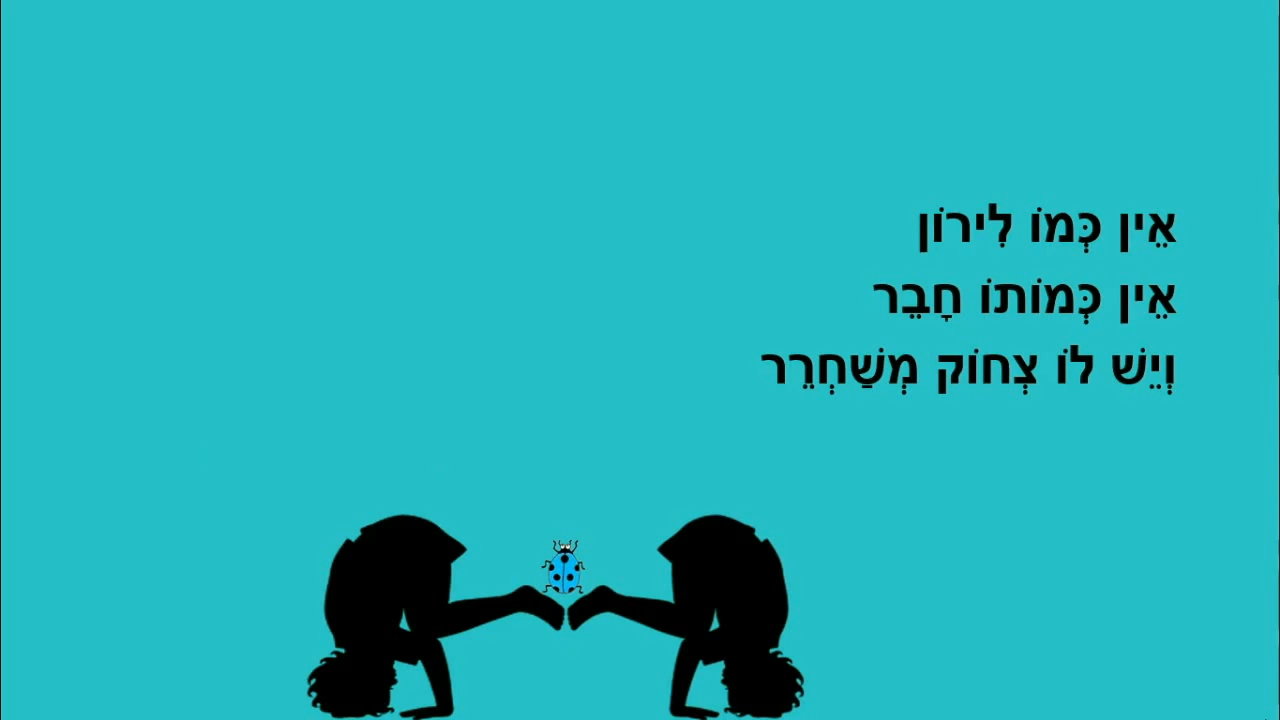 אֵין כְּמוֹ לִירוֹן
אֵין כְּמוֹתוֹ חָבֵר
וְיֵשׁ לוֹ צְחוֹק מְשַׁחְרֵר